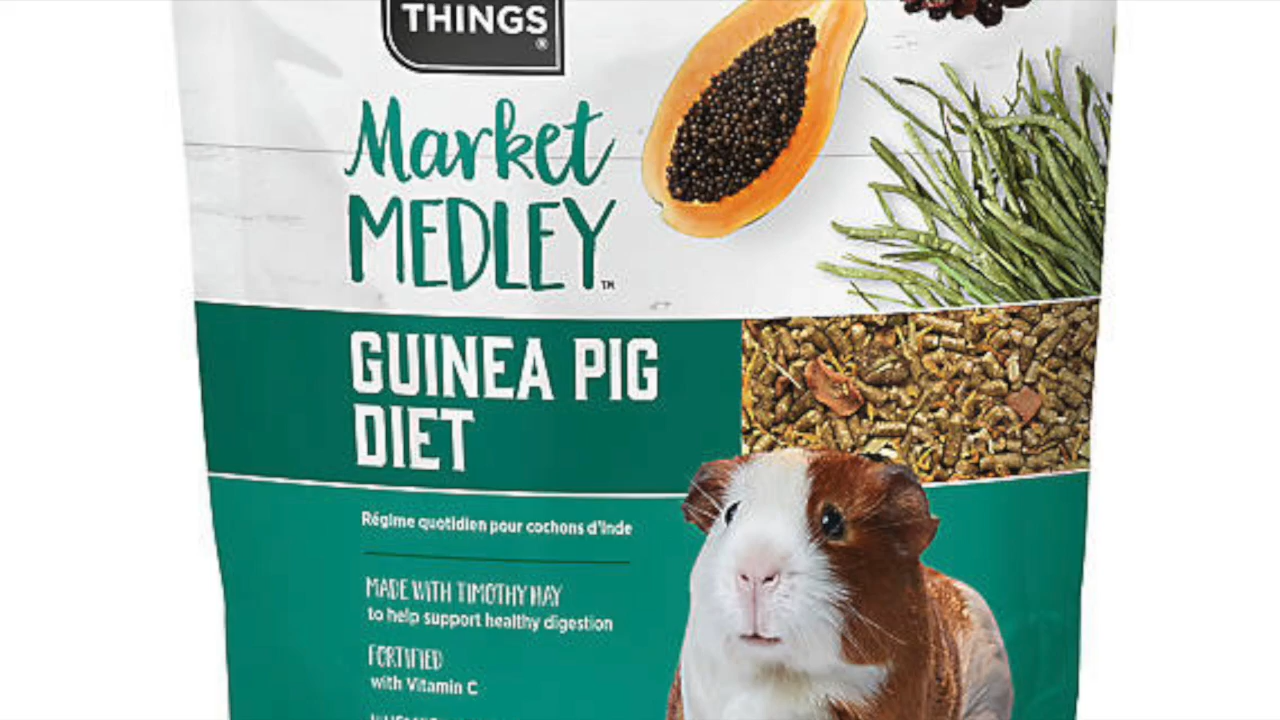 THINGS®
Market
MEDLEY™
GUINEA PIG
DIET
Régime quotidien pour cochons d'Inde
MADE WITH TIMOTHY HAY
to help support healthy digestion
FORTIFIED
with Vitamin C